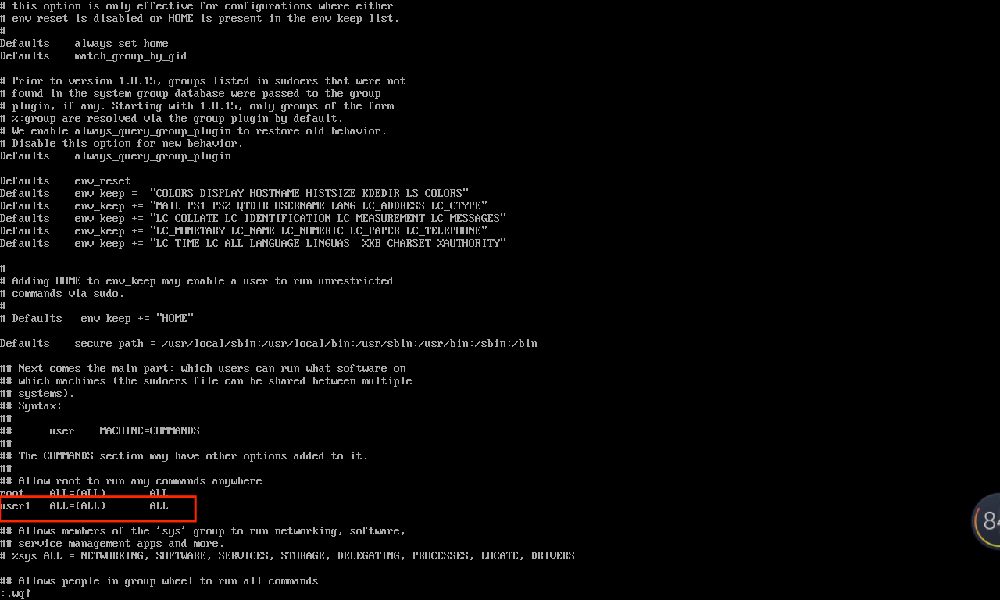 # this option is only effective for configurations where either
# env_reset is disabled or HOME is present in the env_keep list.
#
Defaults    always_set_home
Defaults    match_group_by_gid

# Prior to version 1.8.15, groups listed in sudoers that were not
# found in the system group database were passed to the group
# plugin, if any. Starting with 1.8.15, only groups of the form
# %:group are resolved via the group plugin by default.
# We enable always_query_group_plugin to restore old behavior.
# Disable this option for new behavior.
Defaults    always_query_group_plugin

Defaults    env_reset
Defaults    env_keep =  "COLORS DISPLAY HOSTNAME HISTSIZE KDEDIR LS_COLORS"
Defaults    env_keep += "MAIL PS1 PS2 QTDIR USERNAME LANG LC_ADDRESS LC_CTYPE"
Defaults    env_keep += "LC_COLLATE LC_IDENTIFICATION LC_MEASUREMENT LC_MESSAGES"
Defaults    env_keep += "LC_MONETARY LC_NAME LC_NUMERIC LC_PAPER LC_TELEPHONE"
Defaults    env_keep += "LC_TIME LC_ALL LANGUAGE LINGUAS _XKB_CHARSET XAUTHORITY"

#
# Adding HOME to env_keep may enable a user to run unrestricted
# commands via sudo.
#
# Defaults   env_keep += "HOME"

Defaults    secure_path = /usr/local/sbin:/usr/local/bin:/usr/sbin:/usr/bin:/sbin:/bin

## Next comes the main part: which users can run what software on
## which machines (the sudoers file can be shared between multiple
## systems).
## Syntax:
##
##      user    MACHINE=COMMANDS
##
## The COMMANDS section may have other options added to it.
##
## Allow root to run any commands anywhere
root    ALL=(ALL)       ALL
user1   ALL=(ALL)       ALL

## Allows members of the 'sys' group to run networking, software,
## service management apps and more.
# %sys ALL = NETWORKING, SOFTWARE, SERVICES, STORAGE, DELEGATING, PROCESSES, LOCATE, DRIVERS

## Allows people in group wheel to run all commands
:.wq!